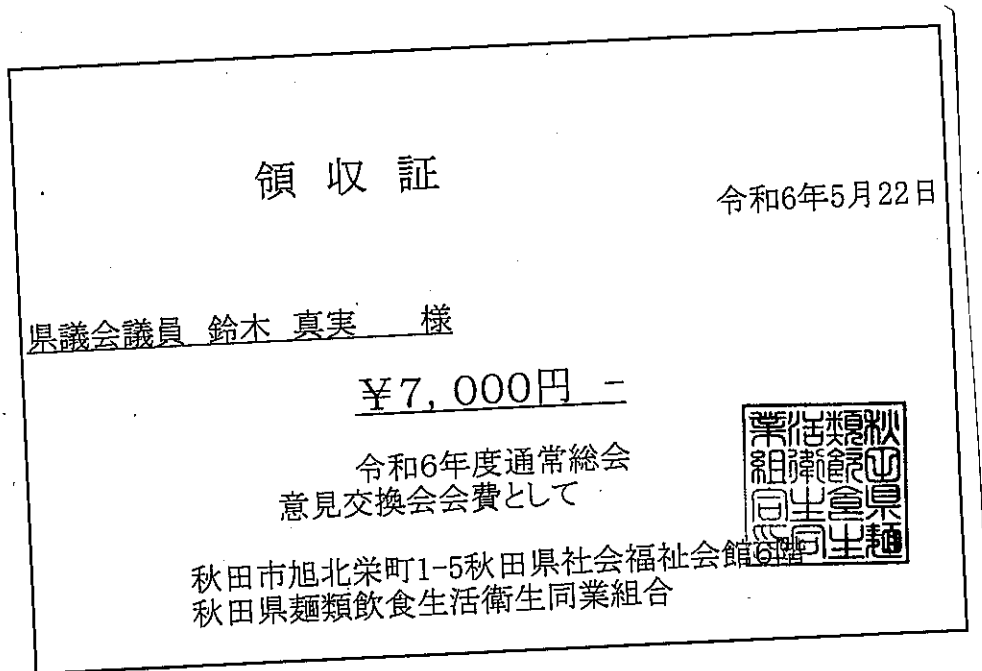 領収証
令和6年5月22日
県議会議員 鈴木 真実 様
¥7,000円 -
令和6年度通常総会
意見交換会会費として
秋田市旭北栄町1-5秋田県社会福祉会館6階
秋田県麺類飲食生活衛生同業組合
秋田県麺
類飲食生
活衛生同
業組合印